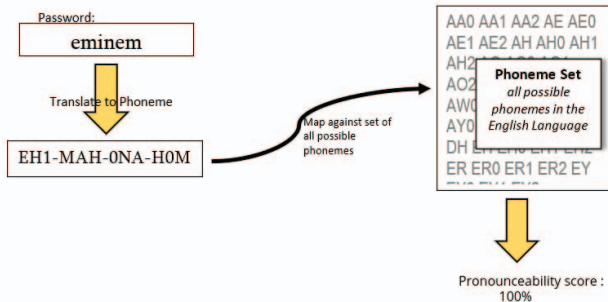 Password:
eminem
Translate to Phoneme
EH1-MAH-0NA-H0M
Map against set of
all possible
phonemes
AA0 AA1 AA2 AE AE0
AE1 AE2 AH AH0 AH1
AH2
AO2
AW0
AY0
DH
ER ER0 ER1 ER2 EY
Phoneme Set
all possible
phonemes in the
English Language
Pronounceability score :
100%